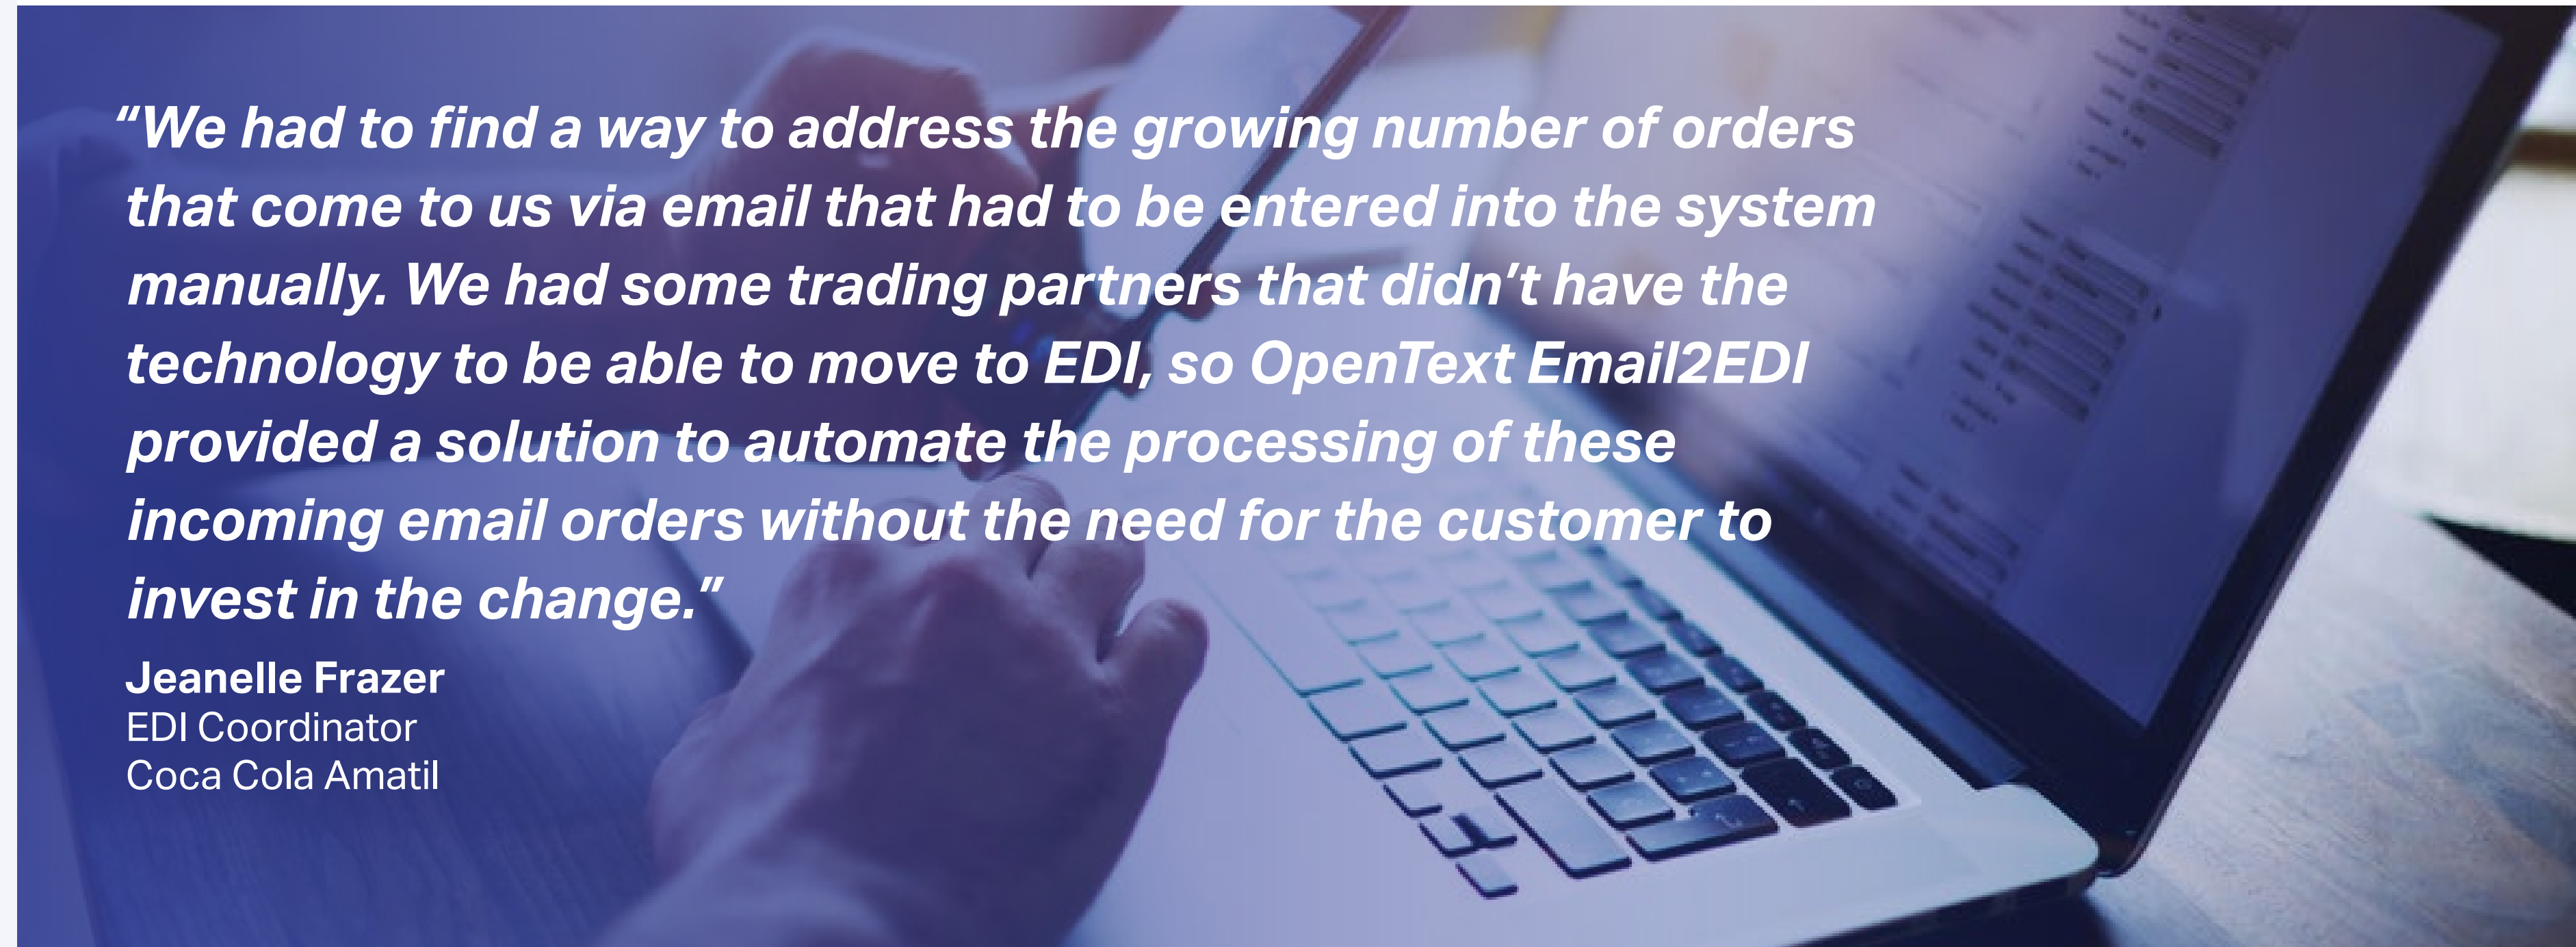 “We had to find a way to address the growing number of orders
that come to us via email that had to be entered into the system
manually. We had some trading partners that didn’t have the
technology to be able to move to EDI, so OpenText Email2EDI
provided a solution to automate the processing of these
incoming email orders without the need for the customer to
invest in the change.”
Jeanelle Frazer
EDI Coordinator
Coca Cola Amatil